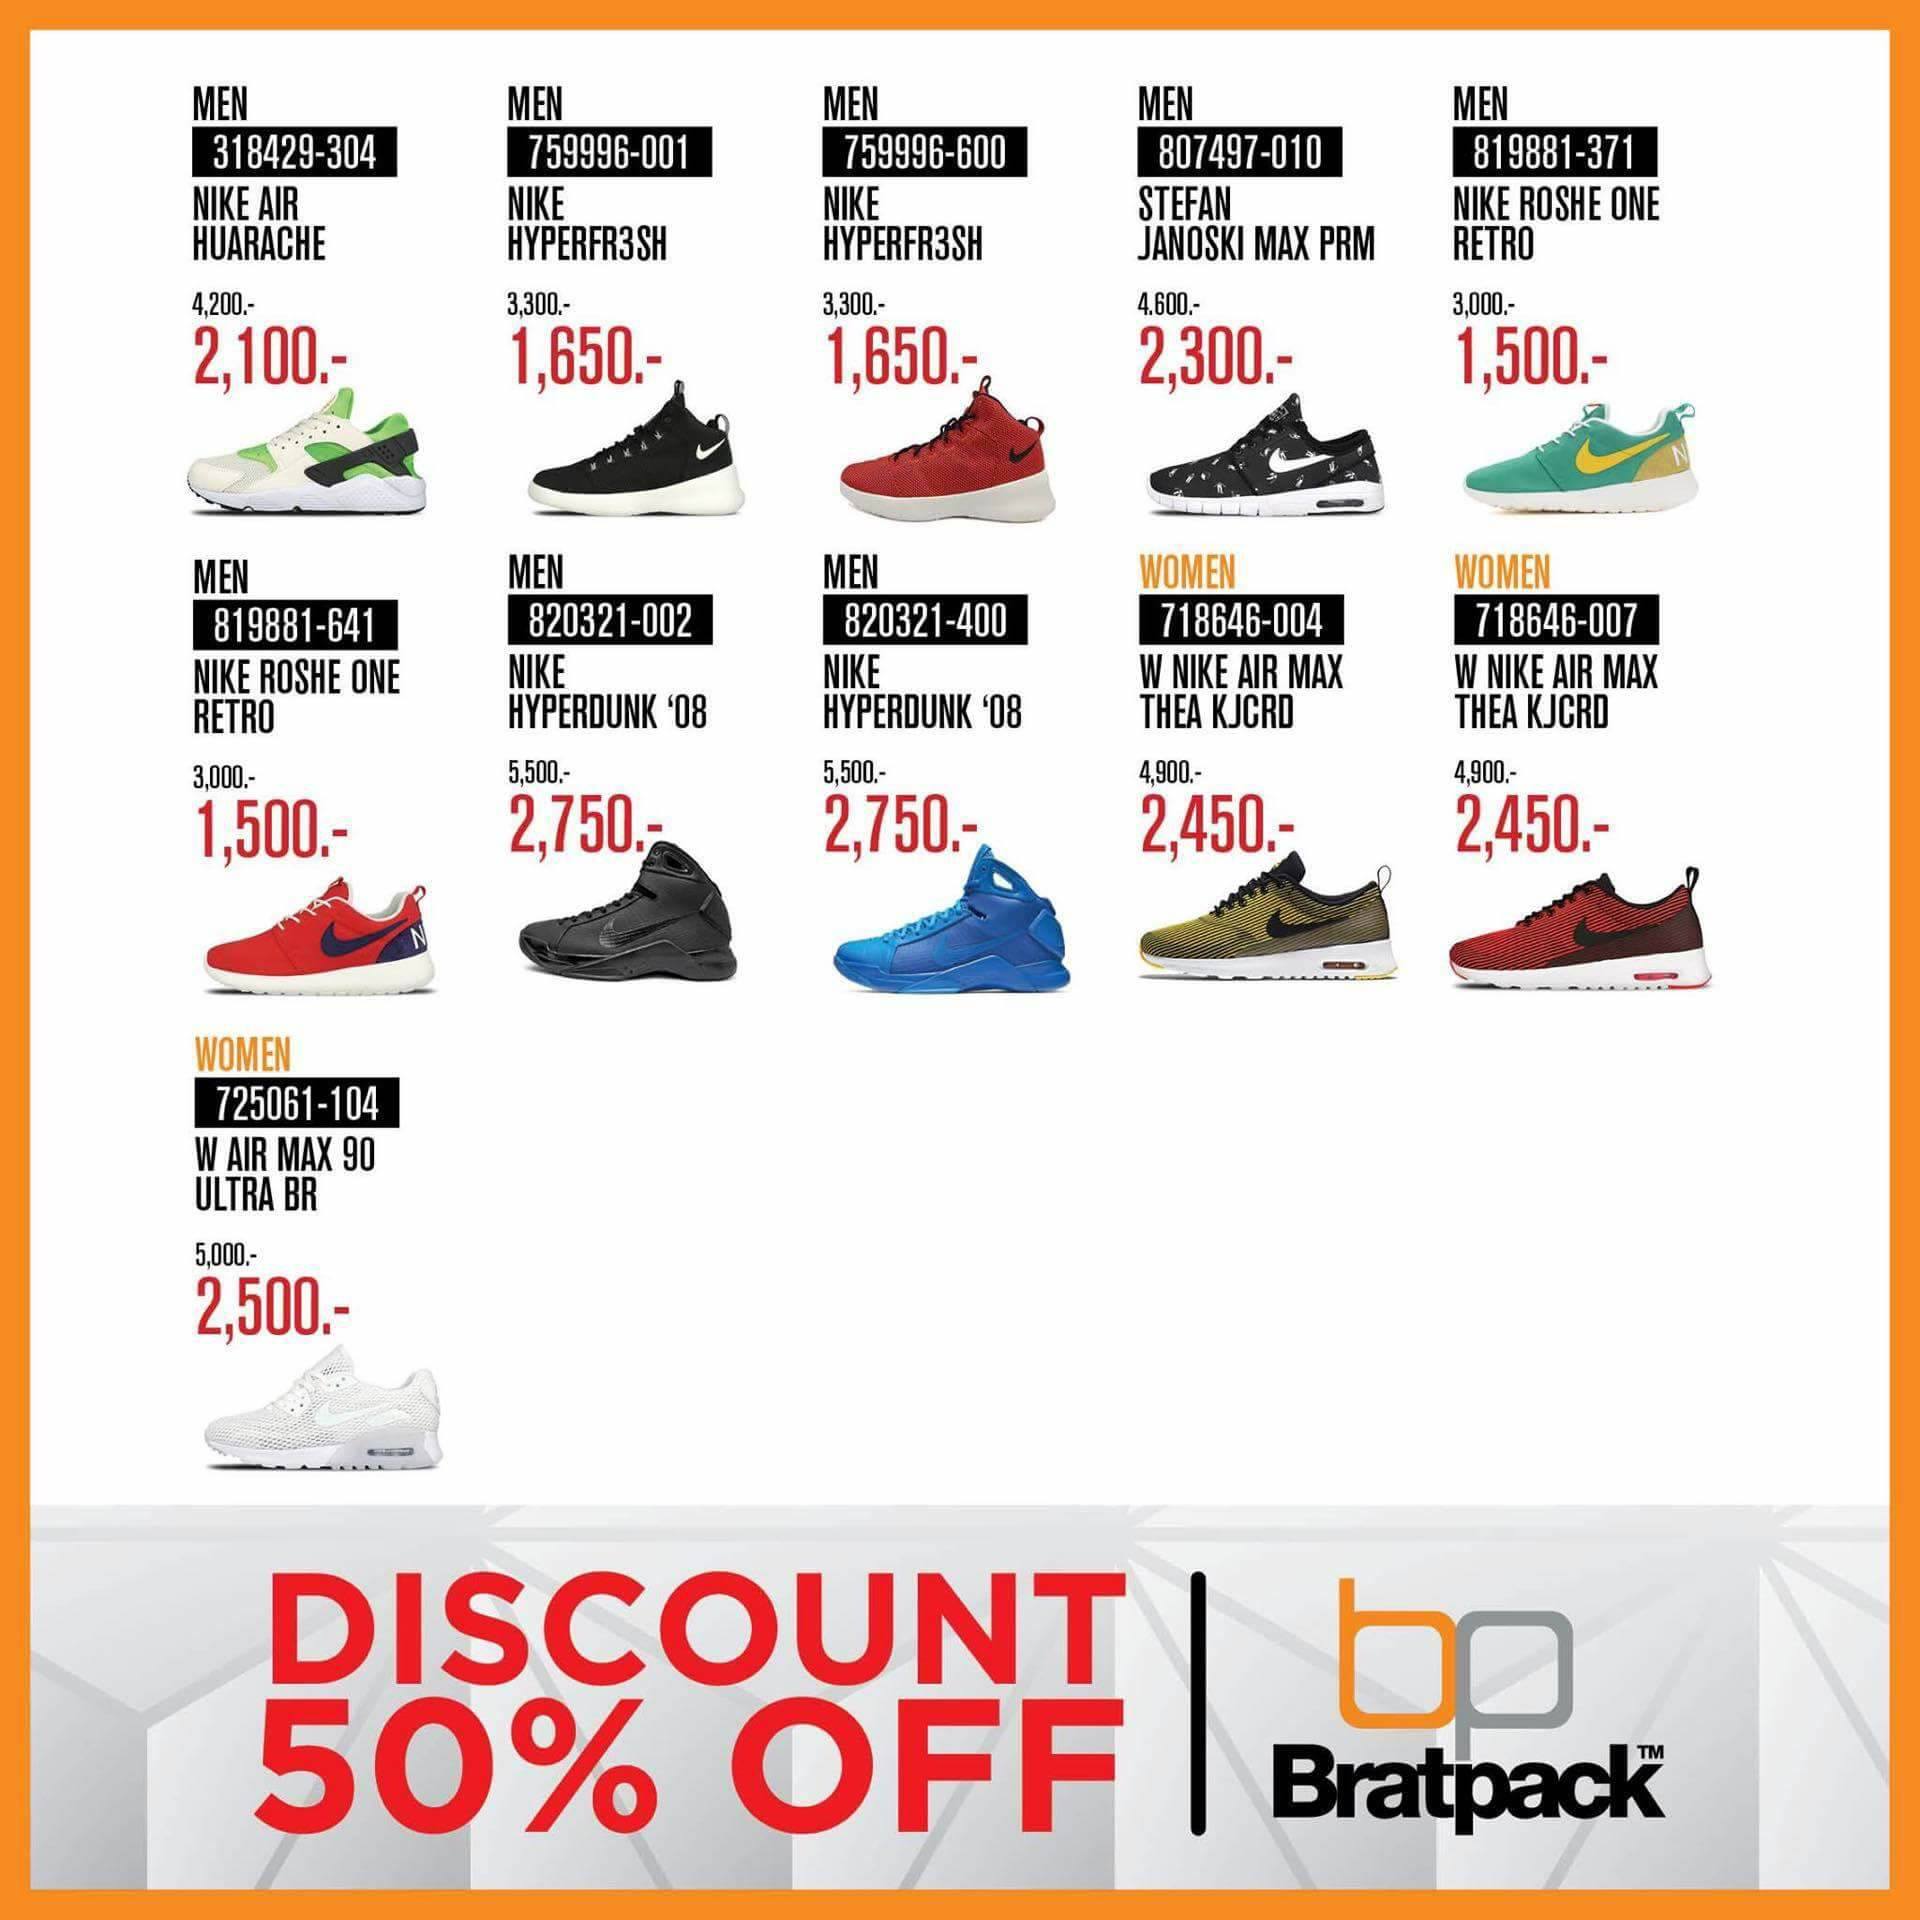 MEN
318429-304
NIKE AIR
HUARACHE
4,200.-
2,100.-
MEN
759996-001
NIKE
HYPERFR3SH
3,300.-
1,650.-
MEN
759996-600
NIKE
HYPERFR3SH
3,300.-
1,650.-
MEN
807497-010
STEFAN
JANOSKI MAX PRM
4.600.-
2,300.-
MEN
819881-371
NIKE ROSHE ONE
RETRO
3,000.-
1,500.-
N
MEN
819881-641
NIKE ROSHE ONE
RETRO
3,000.-
1,500.-
N
MEN
820321-002
NIKE
HYPERDUNK ‘08
5,500.-
2,750.-
MEN
820321-400
NIKE
HYPERDUNK ‘08
5,500.-
2,750.-
WOMEN
718646-004
W NIKE AIR MAX
THEA KJCRD
4,900.-
2,450.-
WOMEN
718646-007
W NIKE AIR MAX
THEA KJCRD
4,900.-
2,450.-
WOMEN
725061-104
W AIR MAX 90
ULTRA BR
5,000.-
2,500.-
DISCOUNT
50% OFF
bp
Bratpack™